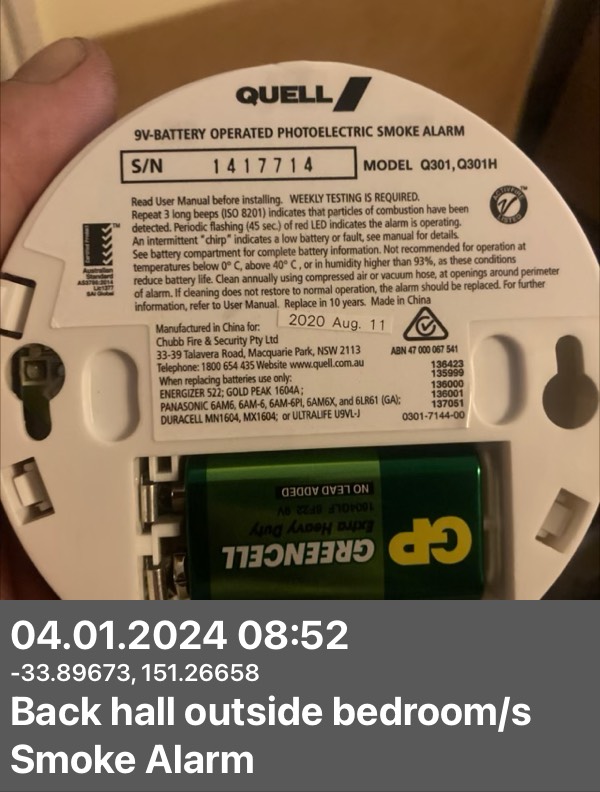 QUELL
9V-BATTERY OPERATED PHOTOELECTRIC SMOKE ALARM
S/N 1417714 MODEL Q301,Q301H
Read User Manual before installing. WEEKLY TESTING IS REQUIRED.
Repeat 3 long beeps (ISO 8201) indicates that particles of combustion have been
detected. Periodic flashing (45 sec.) of red LED indicates the alarm is operating.
An intermittent "chirp" indicates a low battery or fault, see manual for details.
See battery compartment for complete battery information. Not recommended for operation at
temperatures below 0° C, above 40° C, or in humidity higher than 93%, as these conditions
reduce battery life. Clean annually using compressed air or vacuum hose, at openings around perimeter
of alarm. If cleaning does not restore to normal operation, the alarm should be replaced. For further
information, refer to User Manual. Replace in 10 years. Made in China
TM
Australian
Standard
AS3786:2014
SAI Global
2020 Aug. 11
Manufactured in China for:
Chubb Fire & Security Pty Ltd
33-39 Talavera Road, Macquarie Park, NSW 2113
Telephone: 1800 654 435 Website www.quell.com.au
When replacing batteries use only:
ENERGIZER 522; GOLD PEAK 1604A;
PANASONIC 6AM6, 6AM-6, 6AM-6PI, 6AM6X, and 6LR61 (GA);
DURACELL MN1604, MX1604; or ULTRALIFE U9VL-J
ABN 47 000 067 541
136423
135999
136000
136001
137051
0301-7144-00
GP
GREENCELL
Extra Heavy Duty
1604GLF 6F22 9V
NO LEAD ADDED
04.01.2024 08:52
-33.89673, 151.26658
Back hall outside bedroom/s
Smoke Alarm